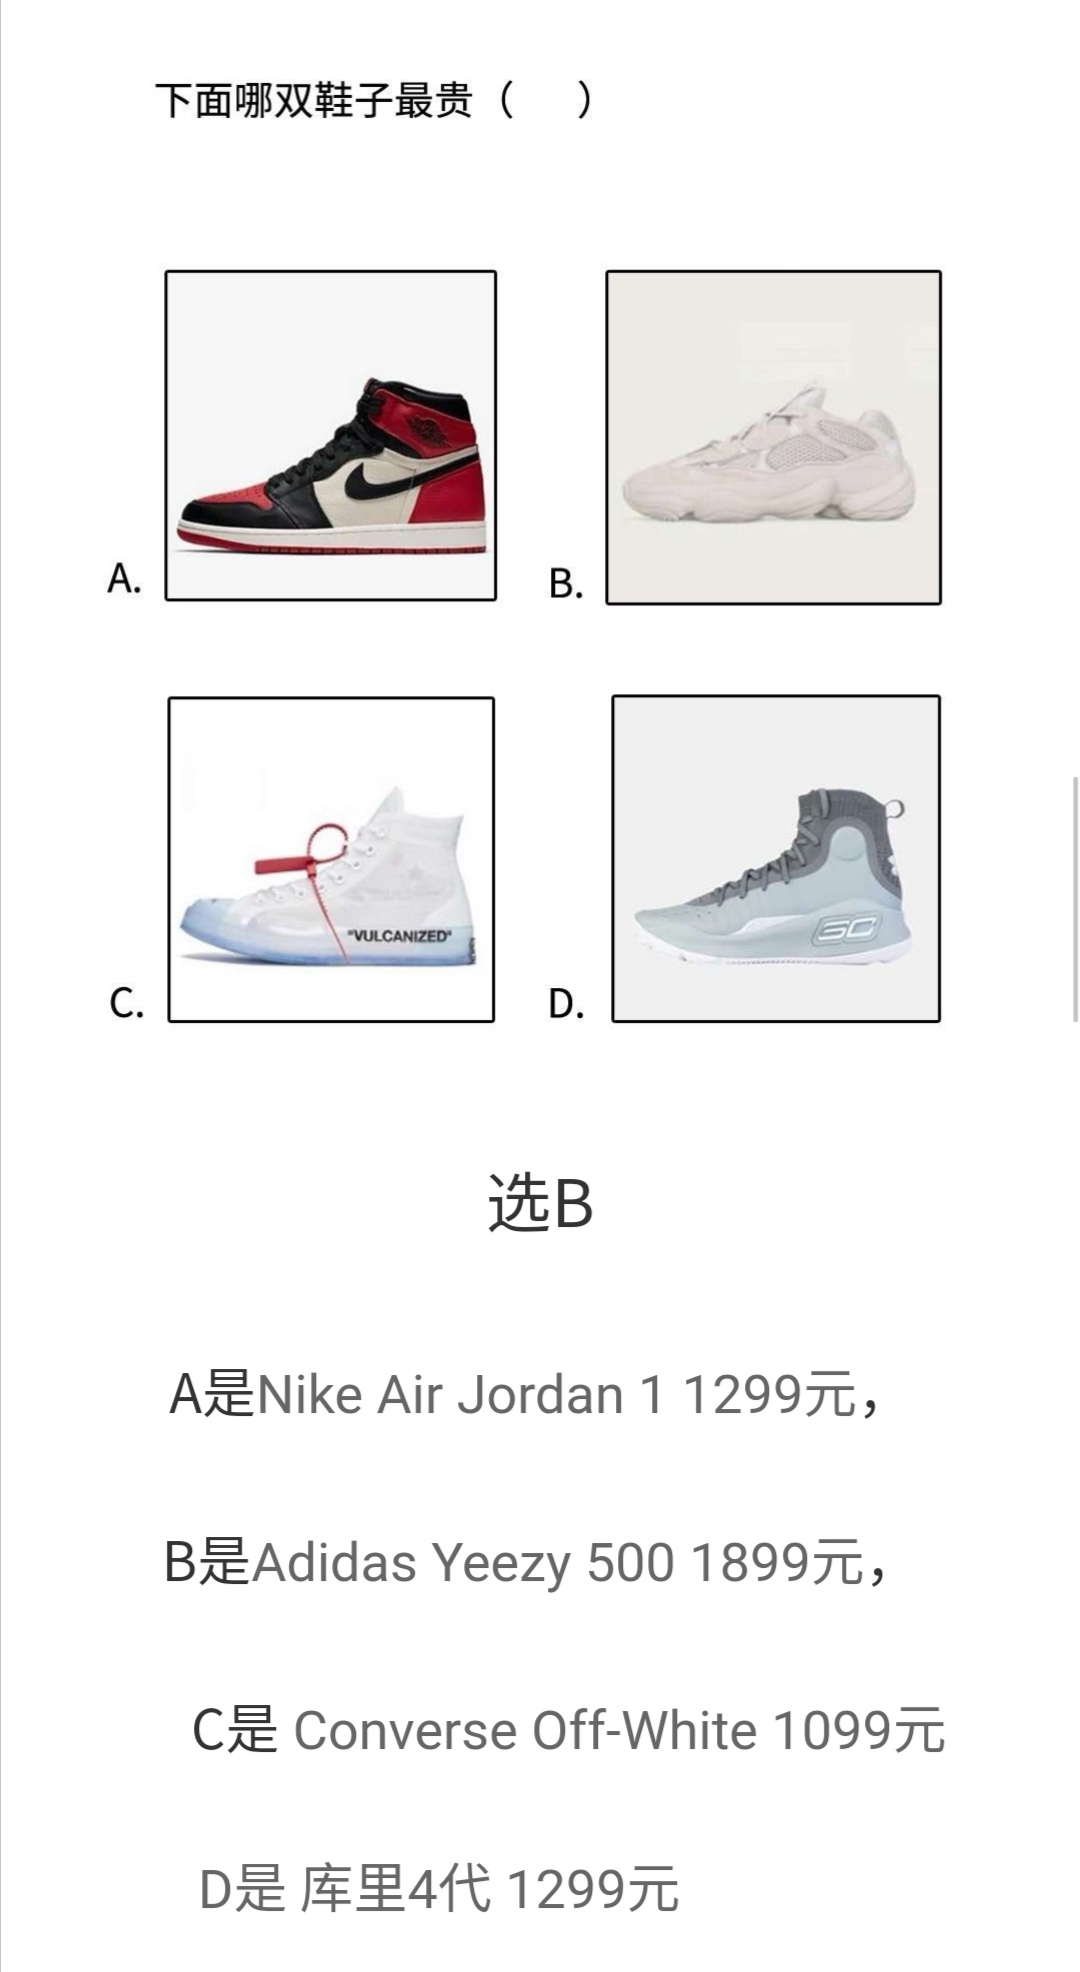 下面哪双鞋子最贵（　）
A.
B.
"VULCANIZED"
C.
D.
选B
A是Nike Air Jordan 1 1299元，
B是Adidas Yeezy 500 1899元，
C是 Converse Off-White 1099元
D是 库里4代 1299元